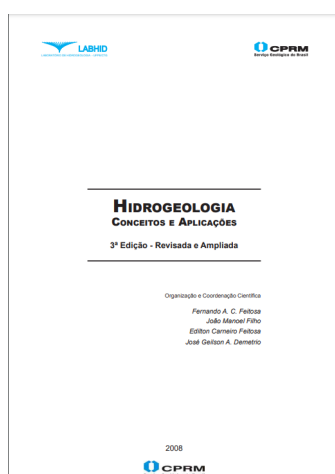 LABHID
CPRM
Serviço Geológico do Brasil
HIDROGEOLOGIA
CONCEITOS E APLICAÇÕES
3ª Edição - Revisada e Ampliada
Organização e Coordenação Científica
Fernando A. C. Feitosa
João Manoel Filho
Edilton Carneiro Feitosa
José Geilson A. Demetrio
2008
CPRM